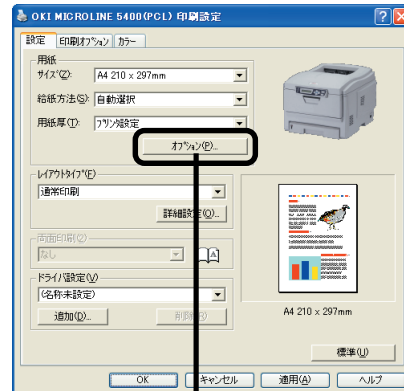 OKI MICROLINE 5400(PCL) 印刷設定
設定 印刷ｵﾌﾟｼｮﾝ ｶﾗｰ
用紙
ｻｲｽﾞ(Z): A4 210 x 297mm
給紙方法(S): 自動選択
用紙厚(T): ﾌﾟﾘﾝﾀ設定
ｵﾌﾟｼｮﾝ(P)...
ﾚｲｱｳﾄﾀｲﾌﾟ(F)
通常印刷
詳細設定(O)...
両面印刷(2)
なし
ﾄﾞﾗｲﾊﾞ設定(V)
(名称未設定)
追加(D)... 削除(R)
A4 210 x 297mm
標準(U)
OK キャンセル 適用(A) ヘルプ